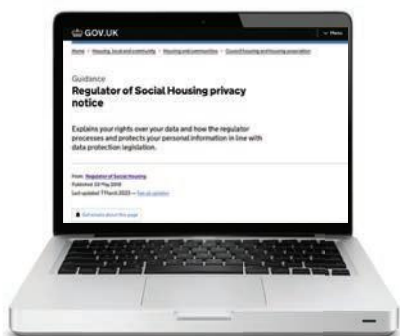 GOV.UK
Menu
Home > Housing, local and community > Housing and communities > Council housing and housing association
Guidance
Regulator of Social Housing privacy
notice
Explains your rights over your data and how the regulator
processes and protects your personal information in line with
data protection legislation.
From: Regulator of Social Housing
Published 23 May 2018
Last updated 7 March 2023 — See all updates
Get emails about this page